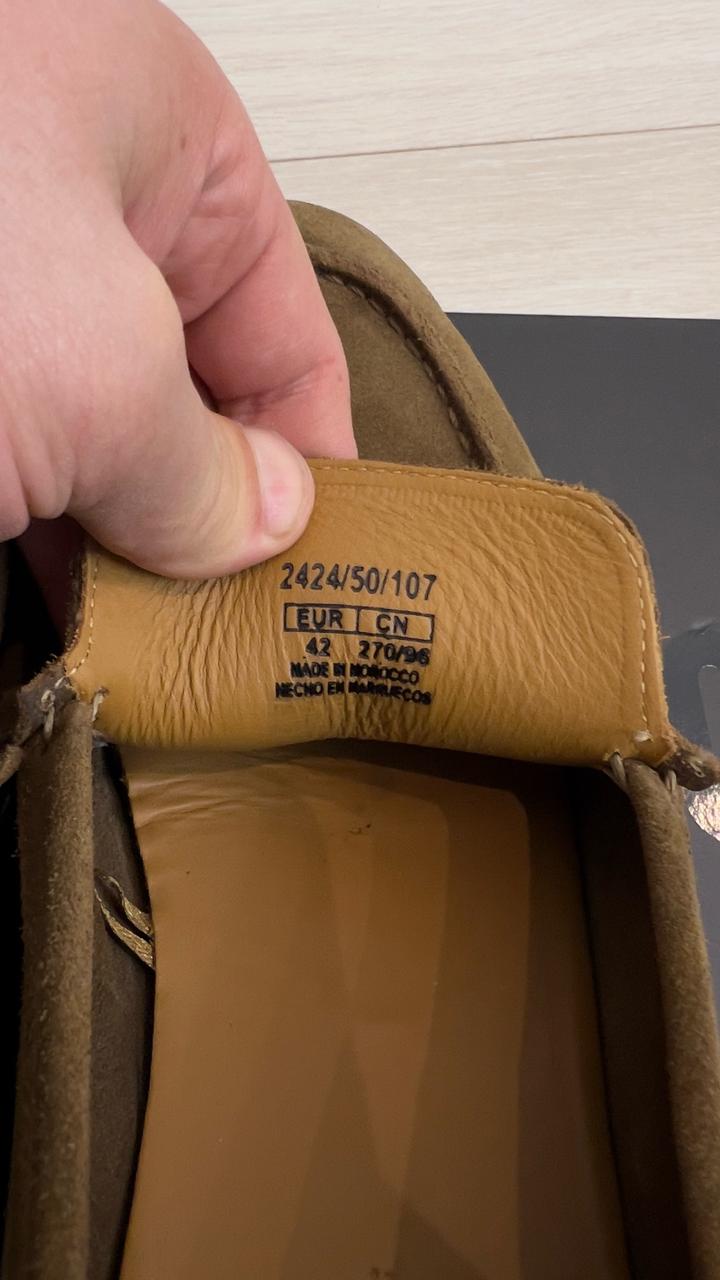 2424/50/107
EUR CN
42 270/96
MADE IN MOROCCO
HECHO EN MARRUECOS